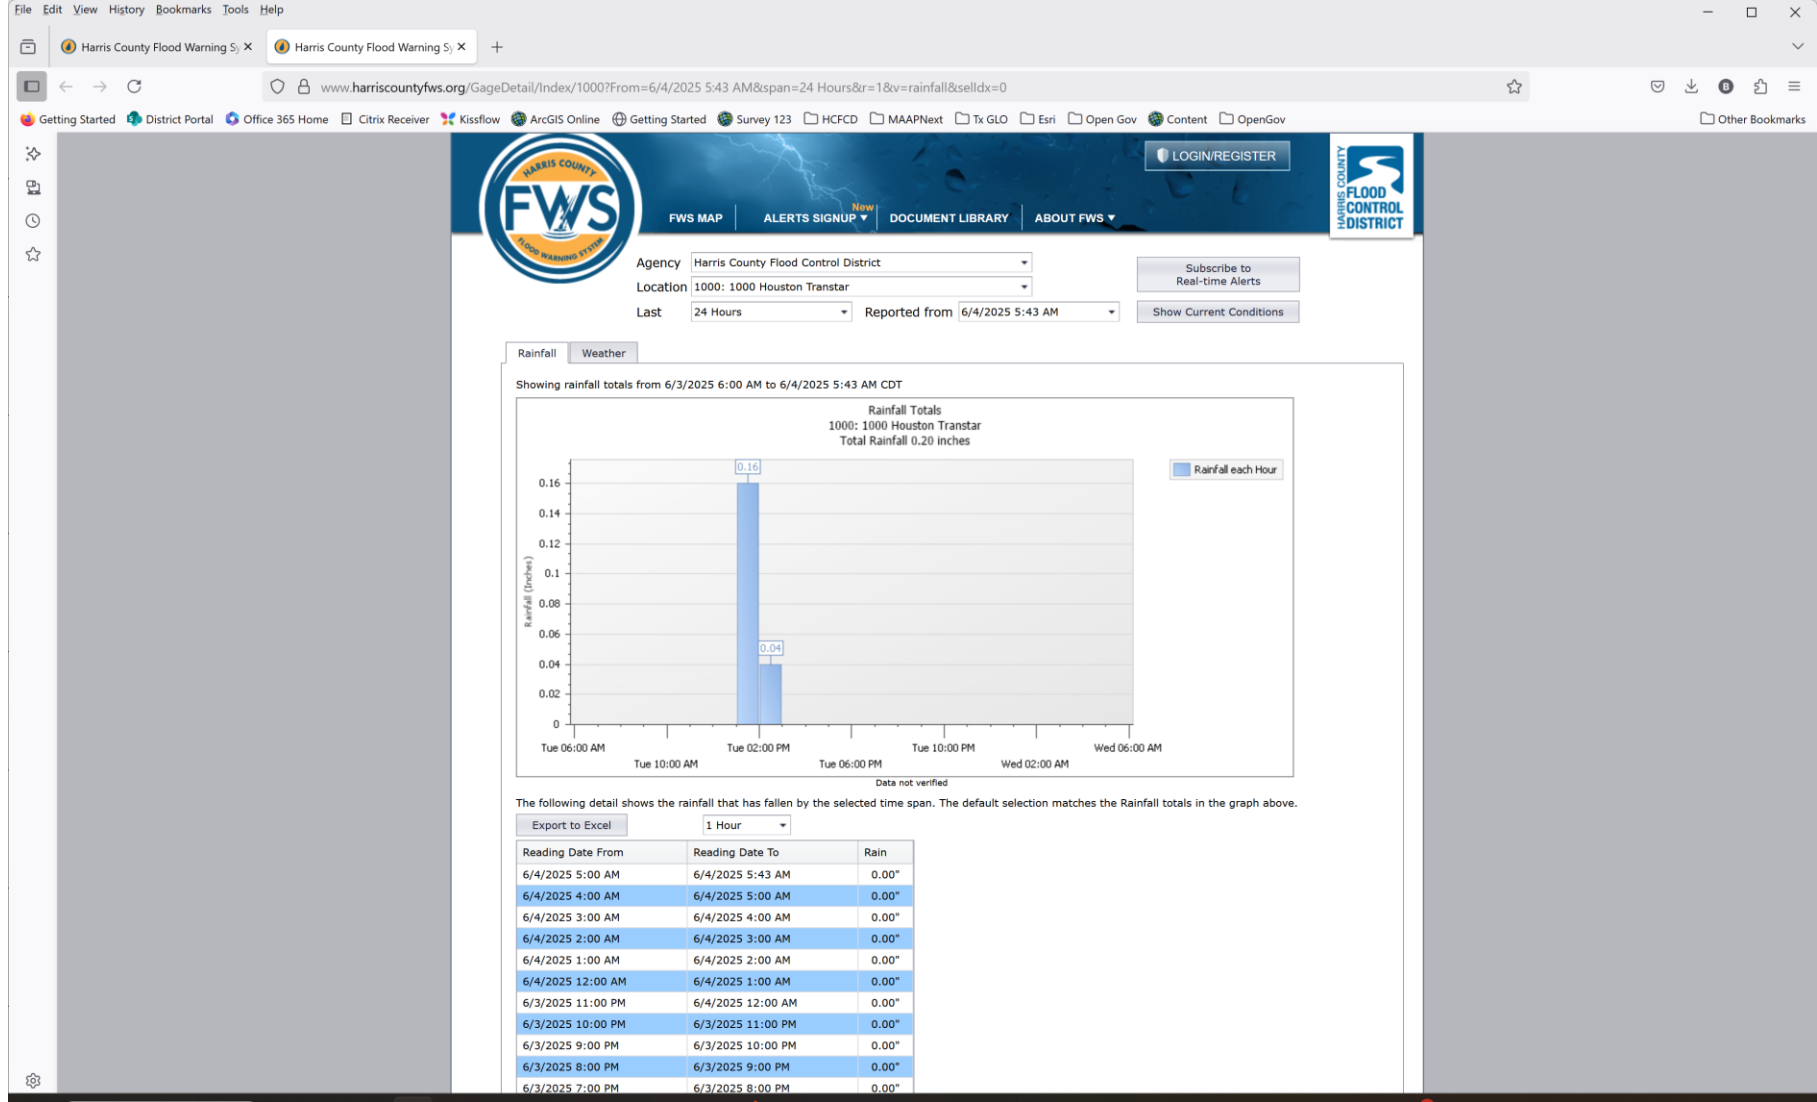 File Edit View History Bookmarks Tools Help
Harris County Flood Warning Sy
Harris County Flood Warning Sy
www.harriscountyfws.org/GageDetail/Index/1000?From=6/4/2025 5:43 AM&span=24 Hours&r=1&v=rainfall&selIdx=0
Getting Started District Portal Office 365 Home Citrix Receiver Kissflow ArcGIS Online Getting Started Survey 123 HCFCD MAAPNext Tx GLO Esri Open Gov Content OpenGov Other Bookmarks
HARRIS COUNTY
FWS
FLOOD WARNING SYSTEM
LOGIN/REGISTER
New
FWS MAP ALERTS SIGNUP ▼ DOCUMENT LIBRARY ABOUT FWS ▼
HARRIS COUNTY
FLOOD
CONTROL
DISTRICT
Agency Harris County Flood Control District
Location 1000: 1000 Houston Transtar
Last 24 Hours Reported from 6/4/2025 5:43 AM
Subscribe to
Real-time Alerts
Show Current Conditions
Rainfall Weather
Showing rainfall totals from 6/3/2025 6:00 AM to 6/4/2025 5:43 AM CDT
Rainfall Totals
1000: 1000 Houston Transtar
Total Rainfall 0.20 inches
Rainfall each Hour
Rainfall (Inches)
0.16
0.14
0.12
0.1
0.08
0.06
0.04
0.02
0
0.16
0.04
Tue 06:00 AM Tue 02:00 PM Tue 10:00 PM Wed 06:00 AM
Tue 10:00 AM Tue 06:00 PM Wed 02:00 AM
Data not verified
The following detail shows the rainfall that has fallen by the selected time span. The default selection matches the Rainfall totals in the graph above.
Export to Excel 1 Hour
Reading Date From Reading Date To Rain
6/4/2025 5:00 AM 6/4/2025 5:43 AM 0.00"
6/4/2025 4:00 AM 6/4/2025 5:00 AM 0.00"
6/4/2025 3:00 AM 6/4/2025 4:00 AM 0.00"
6/4/2025 2:00 AM 6/4/2025 3:00 AM 0.00"
6/4/2025 1:00 AM 6/4/2025 2:00 AM 0.00"
6/4/2025 12:00 AM 6/4/2025 1:00 AM 0.00"
6/3/2025 11:00 PM 6/4/2025 12:00 AM 0.00"
6/3/2025 10:00 PM 6/3/2025 11:00 PM 0.00"
6/3/2025 9:00 PM 6/3/2025 10:00 PM 0.00"
6/3/2025 8:00 PM 6/3/2025 9:00 PM 0.00"
6/3/2025 7:00 PM 6/3/2025 8:00 PM 0.00"